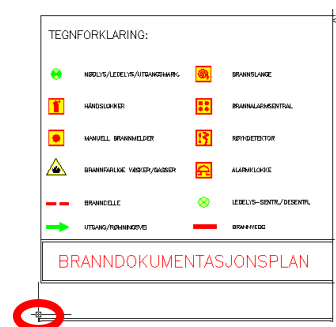 TEGNFORKLARING:
NØDLYS/LEDELYS/UTGANGSMARK.
BRANNSLANGE
HÅNDSLOKKER
BRANNALARMSENTRAL
MANUELL BRANNMELDER
RØYKDETEKTOR
BRANNFARLIGE VÆSKER/GASSER
ALARMKLOKKE
BRANNCELLE
LEDELYS-SENTR./DESENTR.
UTGANG/RØMNINGSVEI
BRANNVEGG
BRANNDOKUMENTASJONSPLAN